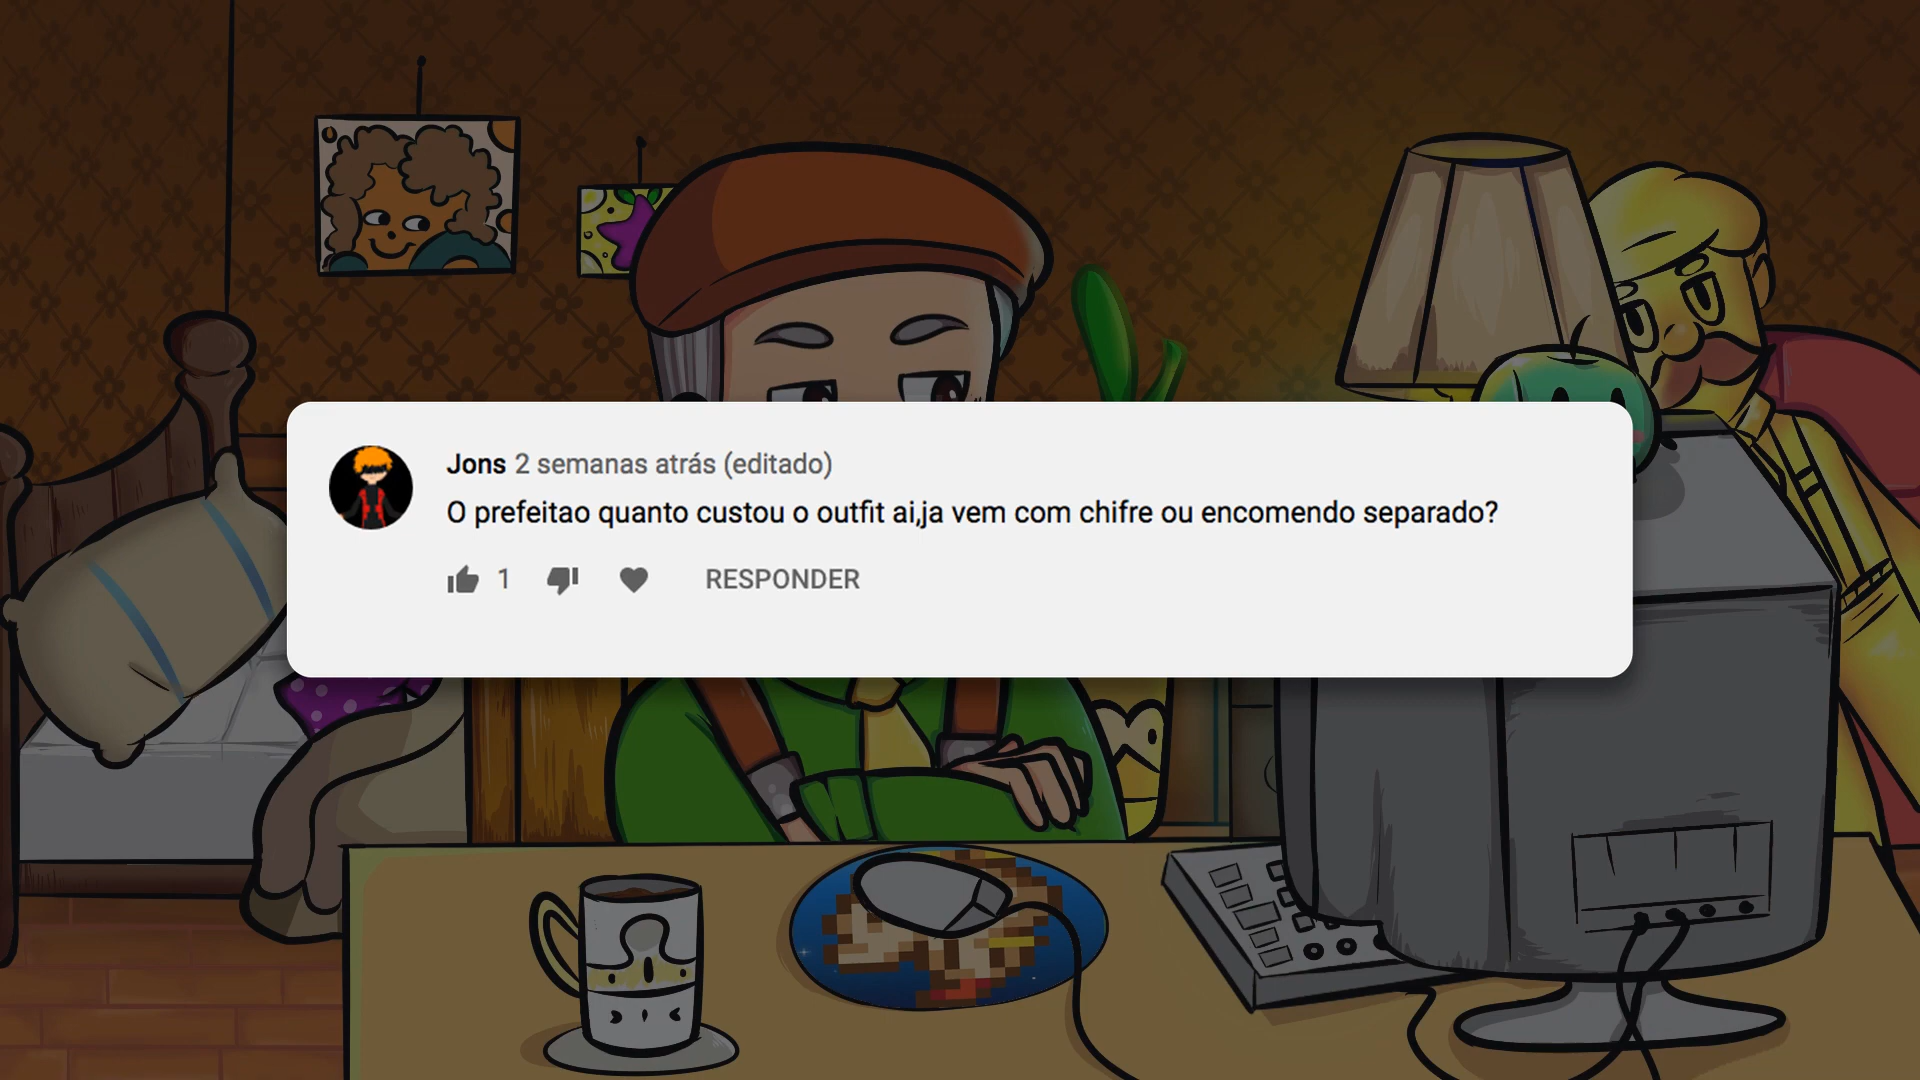 Jons 2 semanas atrás (editado)
O prefeitao quanto custou o outfit ai,ja vem com chifre ou encomendo separado?
1 RESPONDER